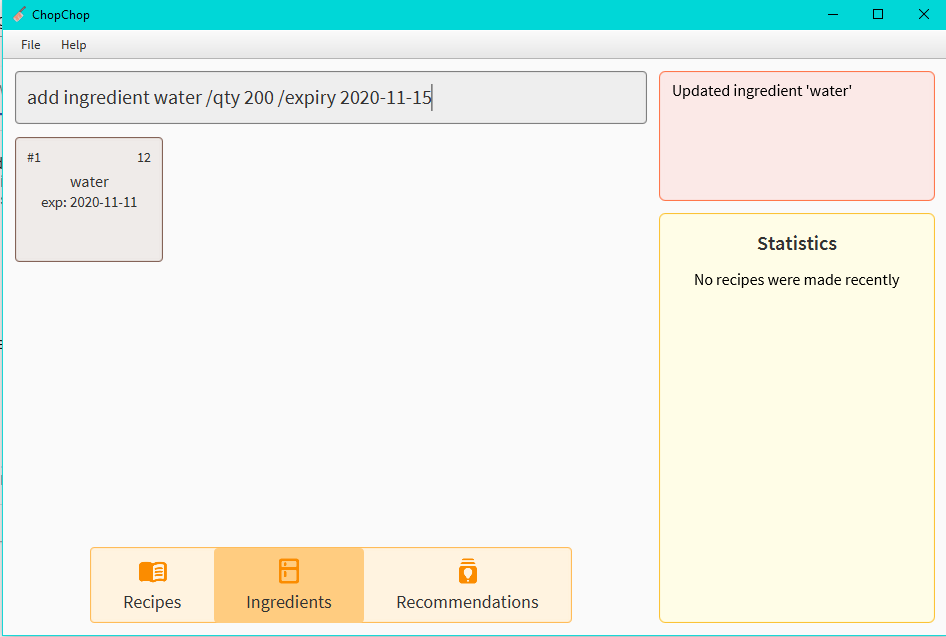 ChopChop
File Help
add ingredient water /qty 200 /expiry 2020-11-15
Updated ingredient 'water'
#1 12
water
exp: 2020-11-11
Statistics
No recipes were made recently
Recipes Ingredients Recommendations